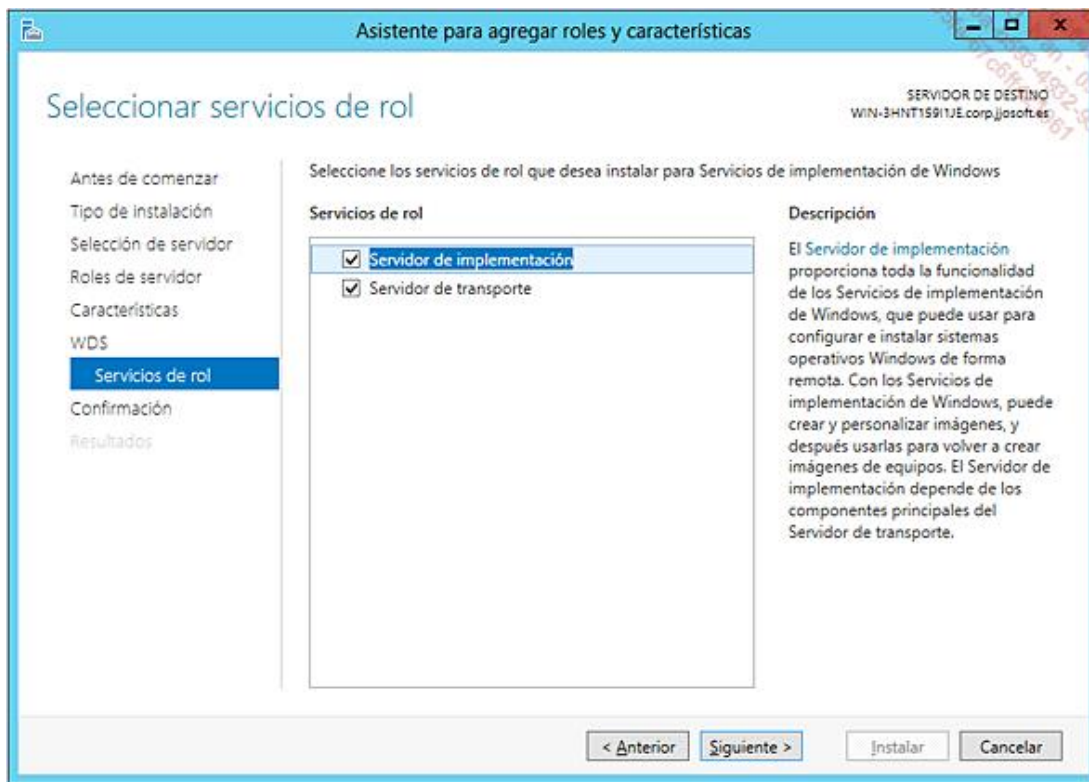 Asistente para agregar roles y características
Seleccionar servicios de rol
SERVIDOR DE DESTINO
WIN-3HNT159I1JE.corp.jjosoft.es
Antes de comenzar
Tipo de instalación
Selección de servidor
Roles de servidor
Características
WDS
Servicios de rol
Confirmación
Resultados
Seleccione los servicios de rol que desea instalar para Servicios de implementación de Windows
Servicios de rol
Servidor de implementación
Servidor de transporte
Descripción
El Servidor de implementación
proporciona toda la funcionalidad
de los Servicios de implementación
de Windows, que puede usar para
configurar e instalar sistemas
operativos Windows de forma
remota. Con los Servicios de
implementación de Windows, puede
crear y personalizar imágenes, y
después usarlas para volver a crear
imágenes de equipos. El Servidor de
implementación depende de los
componentes principales del
Servidor de transporte.
< Anterior
Siguiente >
Instalar
Cancelar